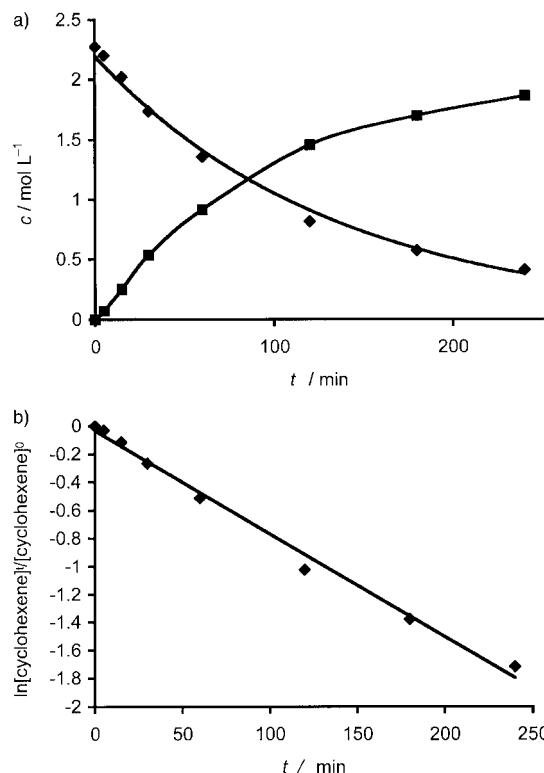 a)
2.5
2
1.5
1
0.5
0
c / mol L⁻¹
0 100 200
t / min
b)
0
-0.2
-0.4
-0.6
-0.8
-1
-1.2
-1.4
-1.6
-1.8
-2
ln[cyclohexene]ᵗ/[cyclohexene]⁰
0 50 100 150 200 250
t / min